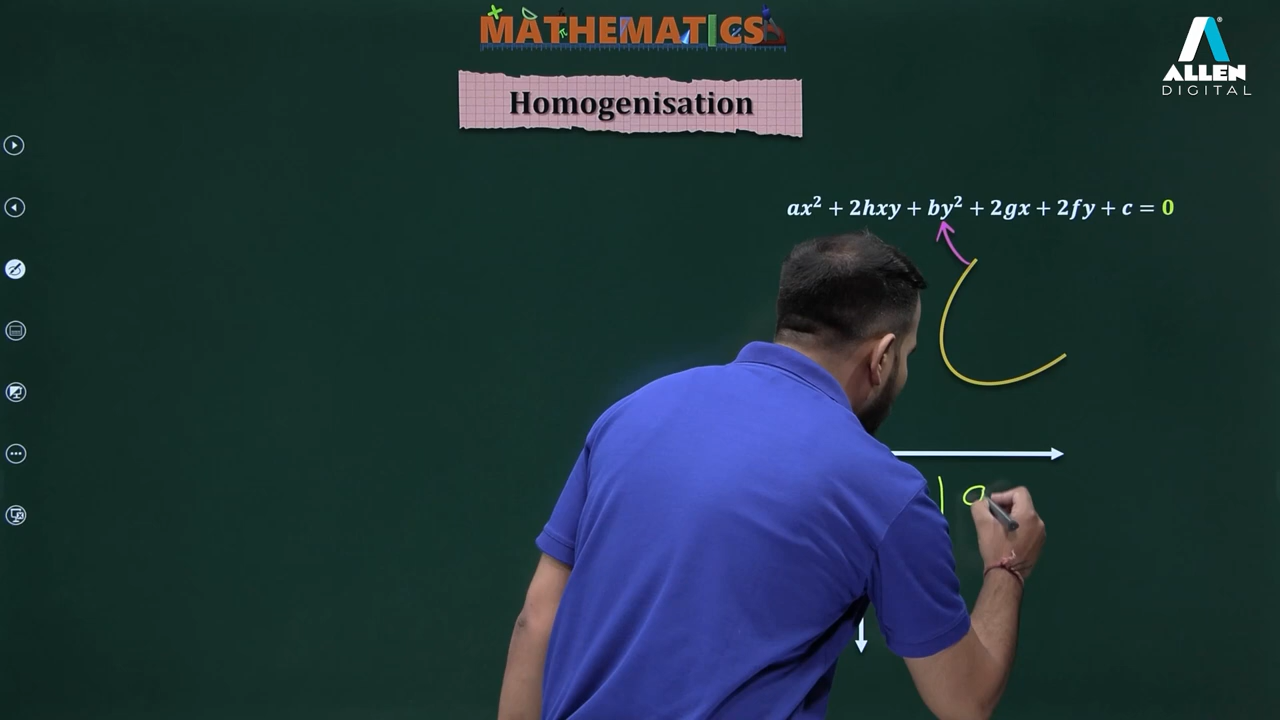 MATHEMATICS
ALLEN
DIGITAL
Homogenisation
ax² + 2hxy + by² + 2gx + 2fy + c = 0